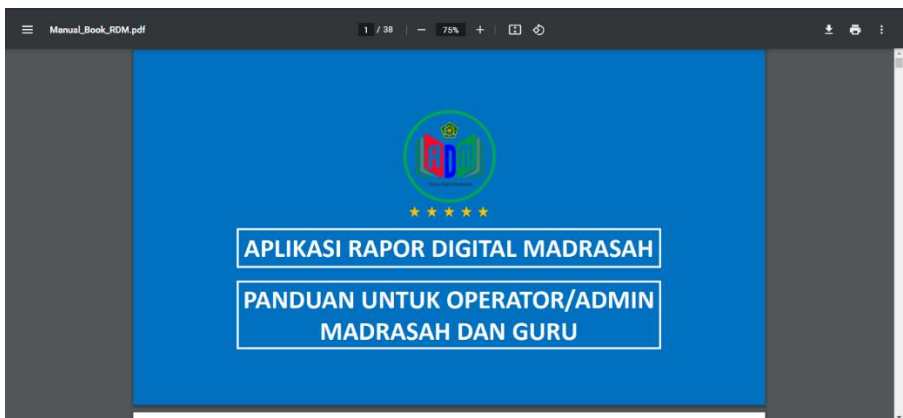 Manual_Book_RDM.pdf
1 / 38
75%
RDM
APLIKASI RAPOR DIGITAL MADRASAH
PANDUAN UNTUK OPERATOR/ADMIN
MADRASAH DAN GURU